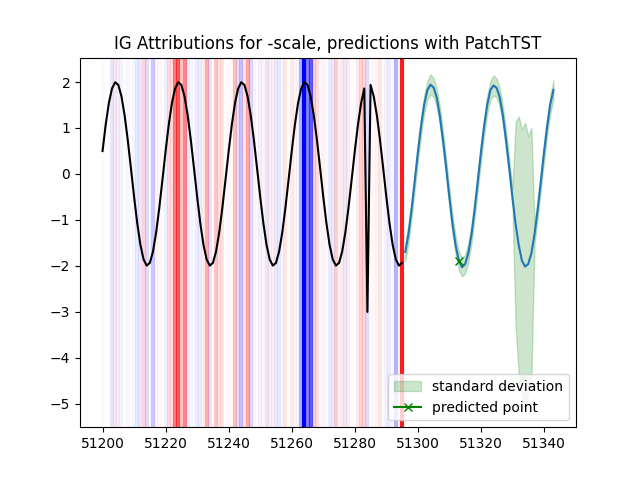 IG Attributions for -scale, predictions with PatchTST
2
1
0
−1
−2
−3
−4
−5
standard deviation
predicted point
51200 51220 51240 51260 51280 51300 51320 51340